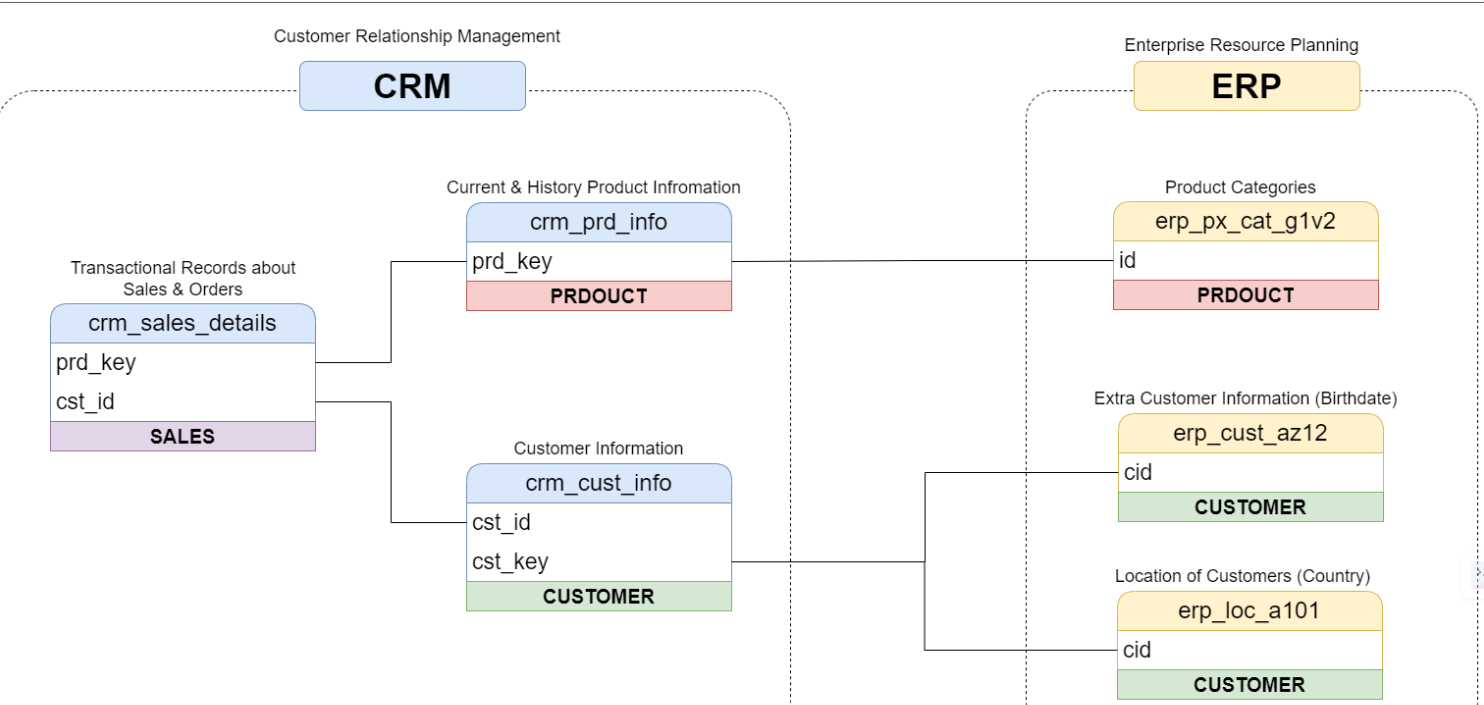 Customer Relationship Management
CRM
Current & History Product Infromation
crm_prd_info
prd_key
PRDOUCT
Transactional Records about
Sales & Orders
crm_sales_details
prd_key
cst_id
SALES
Customer Information
crm_cust_info
cst_id
cst_key
CUSTOMER
Enterprise Resource Planning
ERP
Product Categories
erp_px_cat_g1v2
id
PRDOUCT
Extra Customer Information (Birthdate)
erp_cust_az12
cid
CUSTOMER
Location of Customers (Country)
erp_loc_a101
cid
CUSTOMER